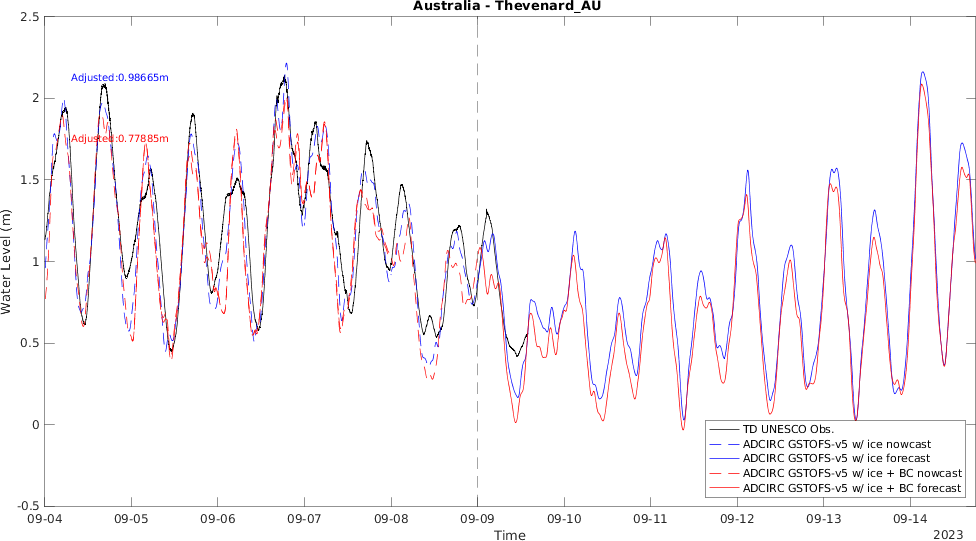 Australia - Thevenard_AU
2.5
2
1.5
1
0.5
0
-0.5
Water Level (m)
Adjusted:0.98665m
Adjusted:0.77885m
TD UNESCO Obs.
ADCIRC GSTOFS-v5 w/ ice nowcast
ADCIRC GSTOFS-v5 w/ ice forecast
ADCIRC GSTOFS-v5 w/ ice + BC nowcast
ADCIRC GSTOFS-v5 w/ ice + BC forecast
09-04 09-05 09-06 09-07 09-08 09-09 09-10 09-11 09-12 09-13 09-14
Time
2023